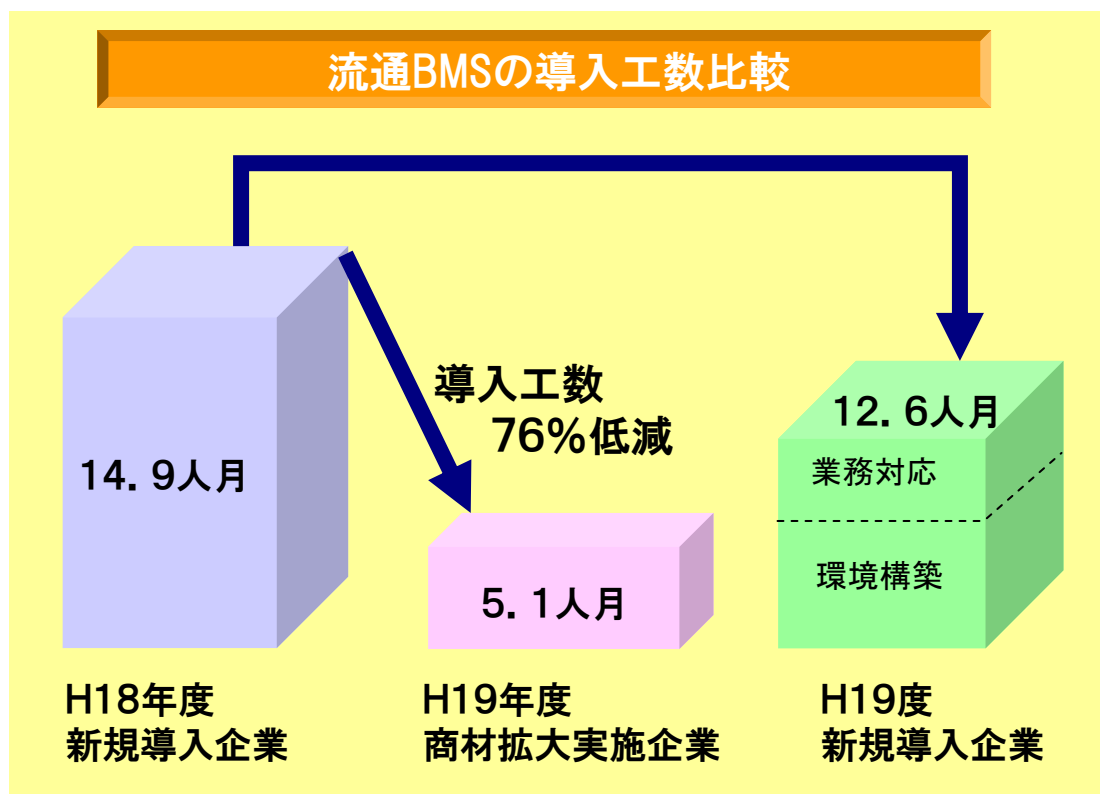 流通BMSの導入工数比較
導入工数
76%低減
14．9人月
5．1人月
12．6人月
業務対応
環境構築
H18年度
新規導入企業
H19年度
商材拡大実施企業
H19度
新規導入企業